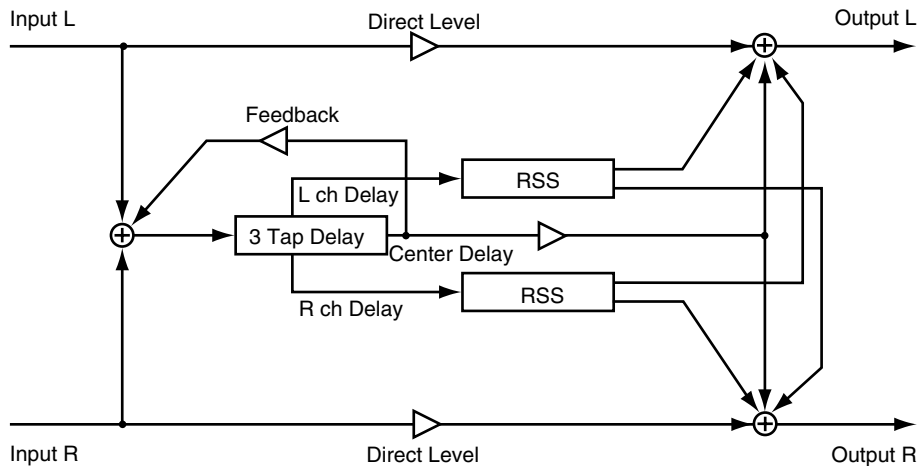 Input L
Direct Level
Output L
Feedback
RSS
L ch Delay
3 Tap Delay
Center Delay
RSS
R ch Delay
Input R
Direct Level
Output R